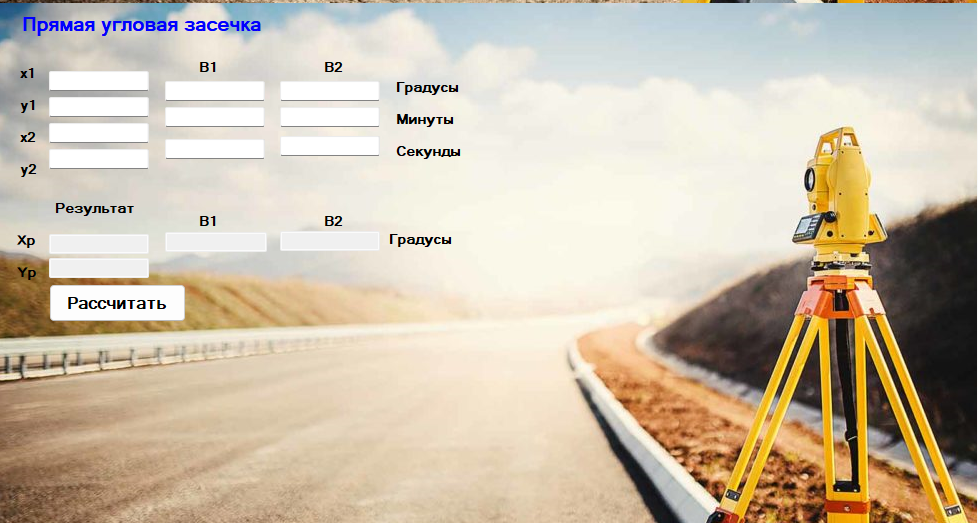 Прямая угловая засечка
B1 B2
x1
Градусы
y1
Минуты
x2
Секунды
y2
Результат
B1 B2
Xp
Градусы
Yp
Рассчитать